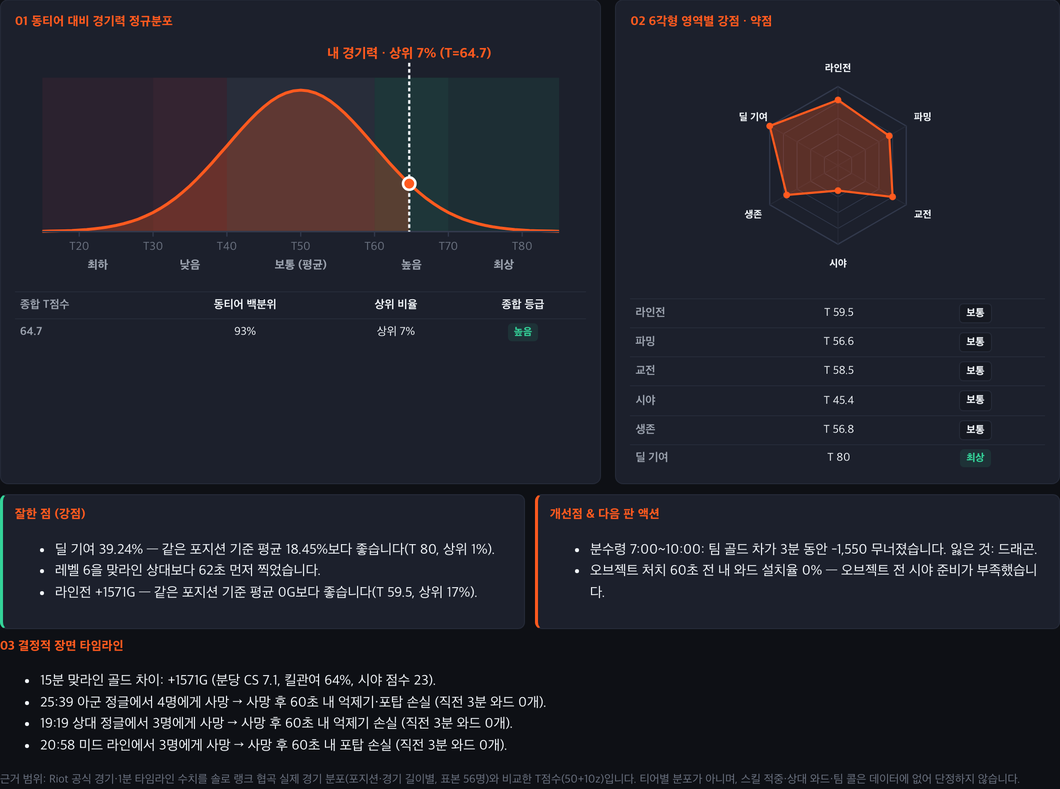 01 동티어 대비 경기력 정규분포
내 경기력 · 상위 7% (T=64.7)
T20 T30 T40 T50 T60 T70 T80
최하 낮음 보통 (평균) 높음 최상
종합 T점수 동티어 백분위 상위 비율 종합 등급
64.7 93% 상위 7% 높음
02 6각형 영역별 강점 · 약점
라인전
딜 기여
파밍
생존
교전
시야
라인전 T 59.5 보통
파밍 T 56.6 보통
교전 T 58.5 보통
시야 T 45.4 보통
생존 T 56.8 보통
딜 기여 T 80 최상
잘한 점 (강점)
• 딜 기여 39.24% — 같은 포지션 기준 평균 18.45%보다 좋습니다(T 80, 상위 1%).
• 레벨 6을 맞라인 상대보다 62초 먼저 찍었습니다.
• 라인전 +1571G — 같은 포지션 기준 평균 0G보다 좋습니다(T 59.5, 상위 17%).
개선점 & 다음 판 액션
• 분수령 7:00~10:00: 팀 골드 차가 3분 동안 -1,550 무너졌습니다. 잃은 것: 드래곤.
• 오브젝트 처치 60초 전 내 와드 설치율 0% — 오브젝트 전 시야 준비가 부족했습니
다.
03 결정적 장면 타임라인
• 15분 맞라인 골드 차이: +1571G (분당 CS 7.1, 킬관여 64%, 시야 점수 23).
• 25:39 아군 정글에서 4명에게 사망 → 사망 후 60초 내 억제기·포탑 손실 (직전 3분 와드 0개).
• 19:19 상대 정글에서 3명에게 사망 → 사망 후 60초 내 억제기 손실 (직전 3분 와드 0개).
• 20:58 미드 라인에서 3명에게 사망 → 사망 후 60초 내 포탑 손실 (직전 3분 와드 0개).
근거 범위: Riot 공식 경기·1분 타임라인 수치를 솔로 랭크 협곡 실제 경기 분포(포지션·경기 길이별, 표본 56명)와 비교한 T점수(50+10z)입니다. 티어별 분포가 아니며, 스킬 적중·상대 와드·팀 콜은 데이터에 없어 단정하지 않습니다.